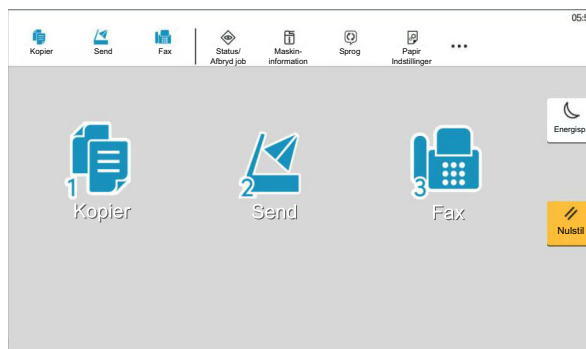 05:5
Kopier
Send
Fax
Status/
Afbryd job
Maskin-
information
Sprog
Papir
Indstillinger
Energisp
1
Kopier
2
Send
3
Fax
Nulstil